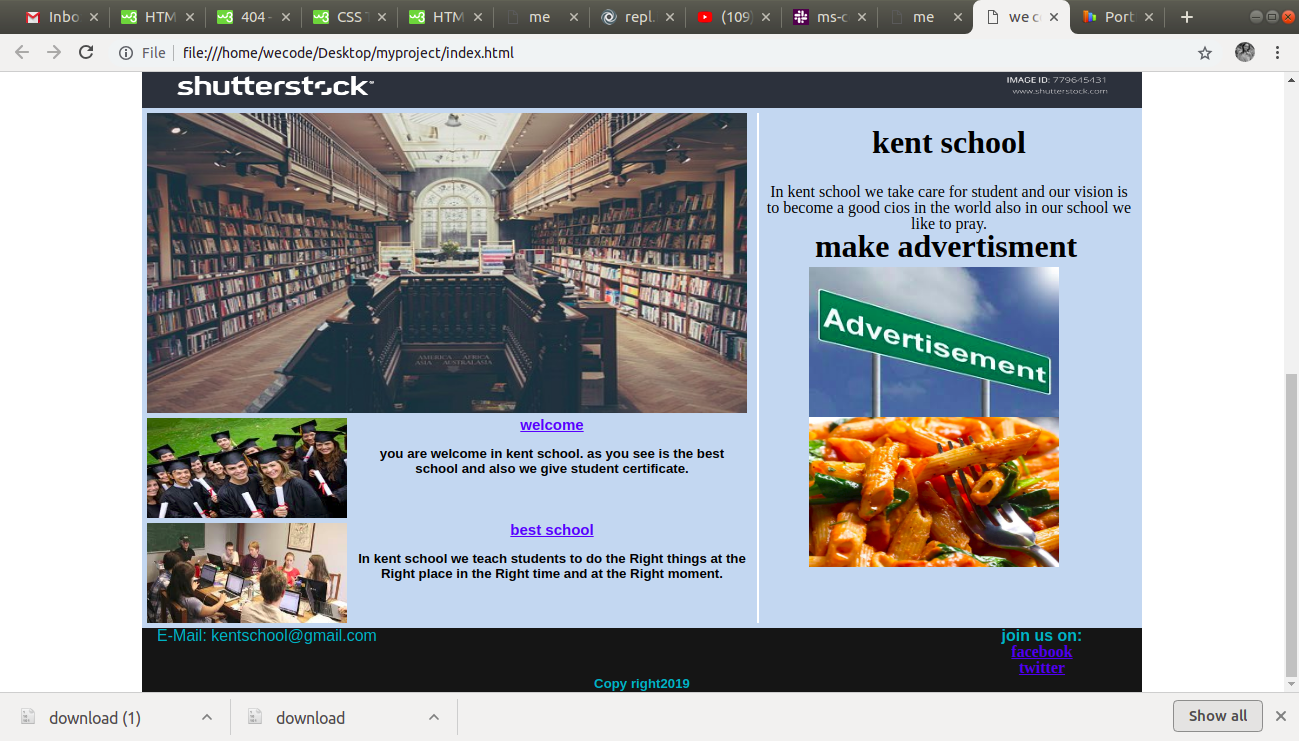 Inbo
HTM
404 -
CSS T
HTM
me
repl.
(109)
ms-c
me
we co
Port
File
file:///home/wecode/Desktop/myproject/index.html
shutterstock
IMAGE ID: 779645431
www.shutterstock.com
AMERICA AFRICA
ASIA AUSTRALASIA
kent school
In kent school we take care for student and our vision is
to become a good cios in the world also in our school we
like to pray.
make advertisment
Advertisement
welcome
you are welcome in kent school. as you see is the best
school and also we give student certificate.
best school
In kent school we teach students to do the Right things at the
Right place in the Right time and at the Right moment.
E-Mail: kentschool@gmail.com
join us on:
facebook
twitter
Copy right2019
download (1)
download
Show all